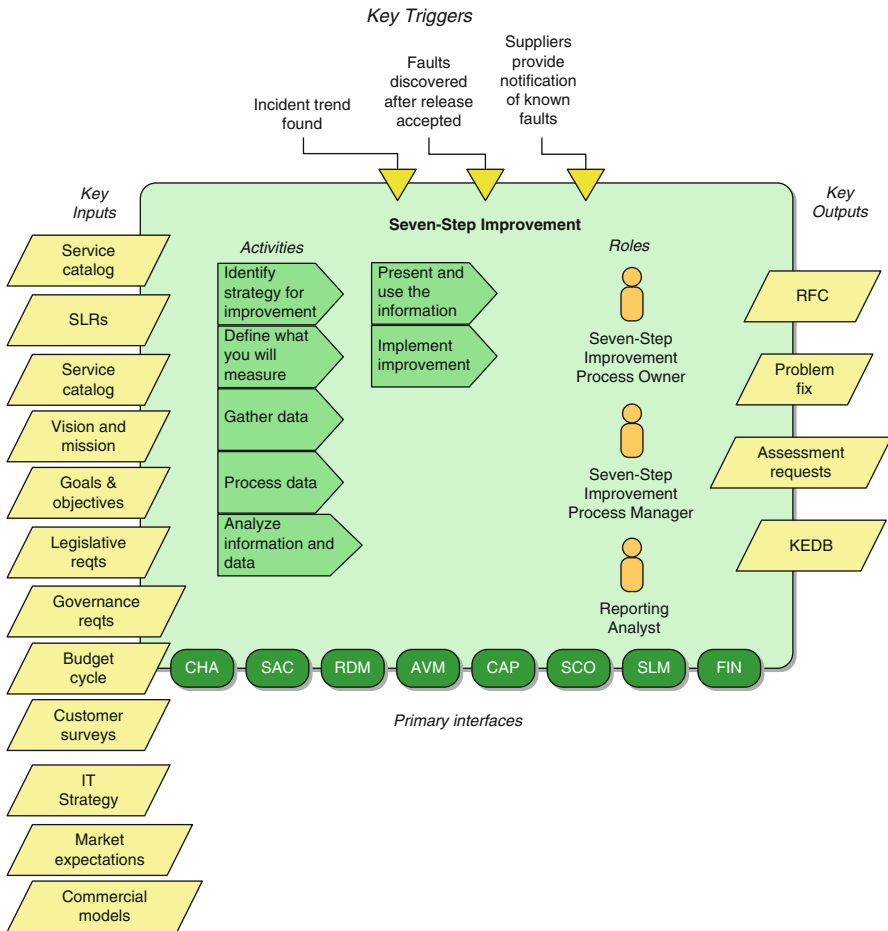 Key Triggers
Incident trend
found
Faults
discovered
after release
accepted
Suppliers
provide
notification
of known
faults
Key
Inputs
Service
catalog
SLRs
Service
catalog
Vision and
mission
Goals &
objectives
Legislative
reqts
Governance
reqts
Budget
cycle
Customer
surveys
IT
Strategy
Market
expectations
Commercial
models
Seven-Step Improvement
Activities
Identify
strategy for
improvement
Define what
you will
measure
Gather data
Process data
Analyze
information and
data
Present and
use the
information
Implement
improvement
Roles
Seven-Step
Improvement
Process Owner
Seven-Step
Improvement
Process Manager
Reporting
Analyst
Key
Outputs
RFC
Problem
fix
Assessment
requests
KEDB
CHA
SAC
RDM
AVM
CAP
SCO
SLM
FIN
Primary interfaces